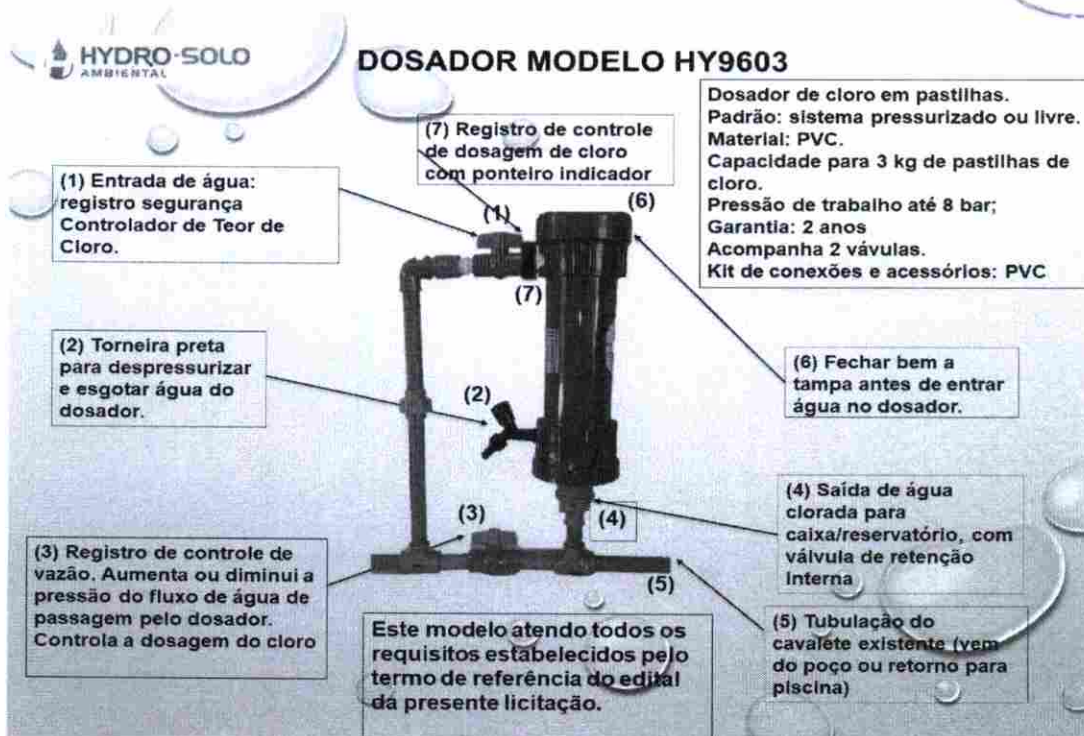 HYDRO-SOLO
AMBIENTAL
DOSADOR MODELO HY9603
Dosador de cloro em pastilhas.
Padrão: sistema pressurizado ou livre.
Material: PVC.
Capacidade para 3 kg de pastilhas de
cloro.
Pressão de trabalho até 8 bar;
Garantia: 2 anos
Acompanha 2 vávulas.
Kit de conexões e acessórios: PVC
(7) Registro de controle
de dosagem de cloro
com ponteiro indicador
(1) Entrada de água:
registro segurança
Controlador de Teor de
Cloro.
(1)
(6)
(7)
(2) Torneira preta
para despressurizar
e esgotar água do
dosador.
(2)
(6) Fechar bem a
tampa antes de entrar
água no dosador.
(3)
(4)
(4) Saída de água
clorada para
caixa/reservatório, com
válvula de retenção
Interna
(3) Registro de controle de
vazão. Aumenta ou diminui a
pressão do fluxo de água de
passagem pelo dosador.
Controla a dosagem do cloro
(5)
Este modelo atendo todos os
requisitos estabelecidos pelo
termo de referência do edital
da presente licitação.
(5) Tubulação do
cavalete existente (vem
do poço ou retorno para
piscina)